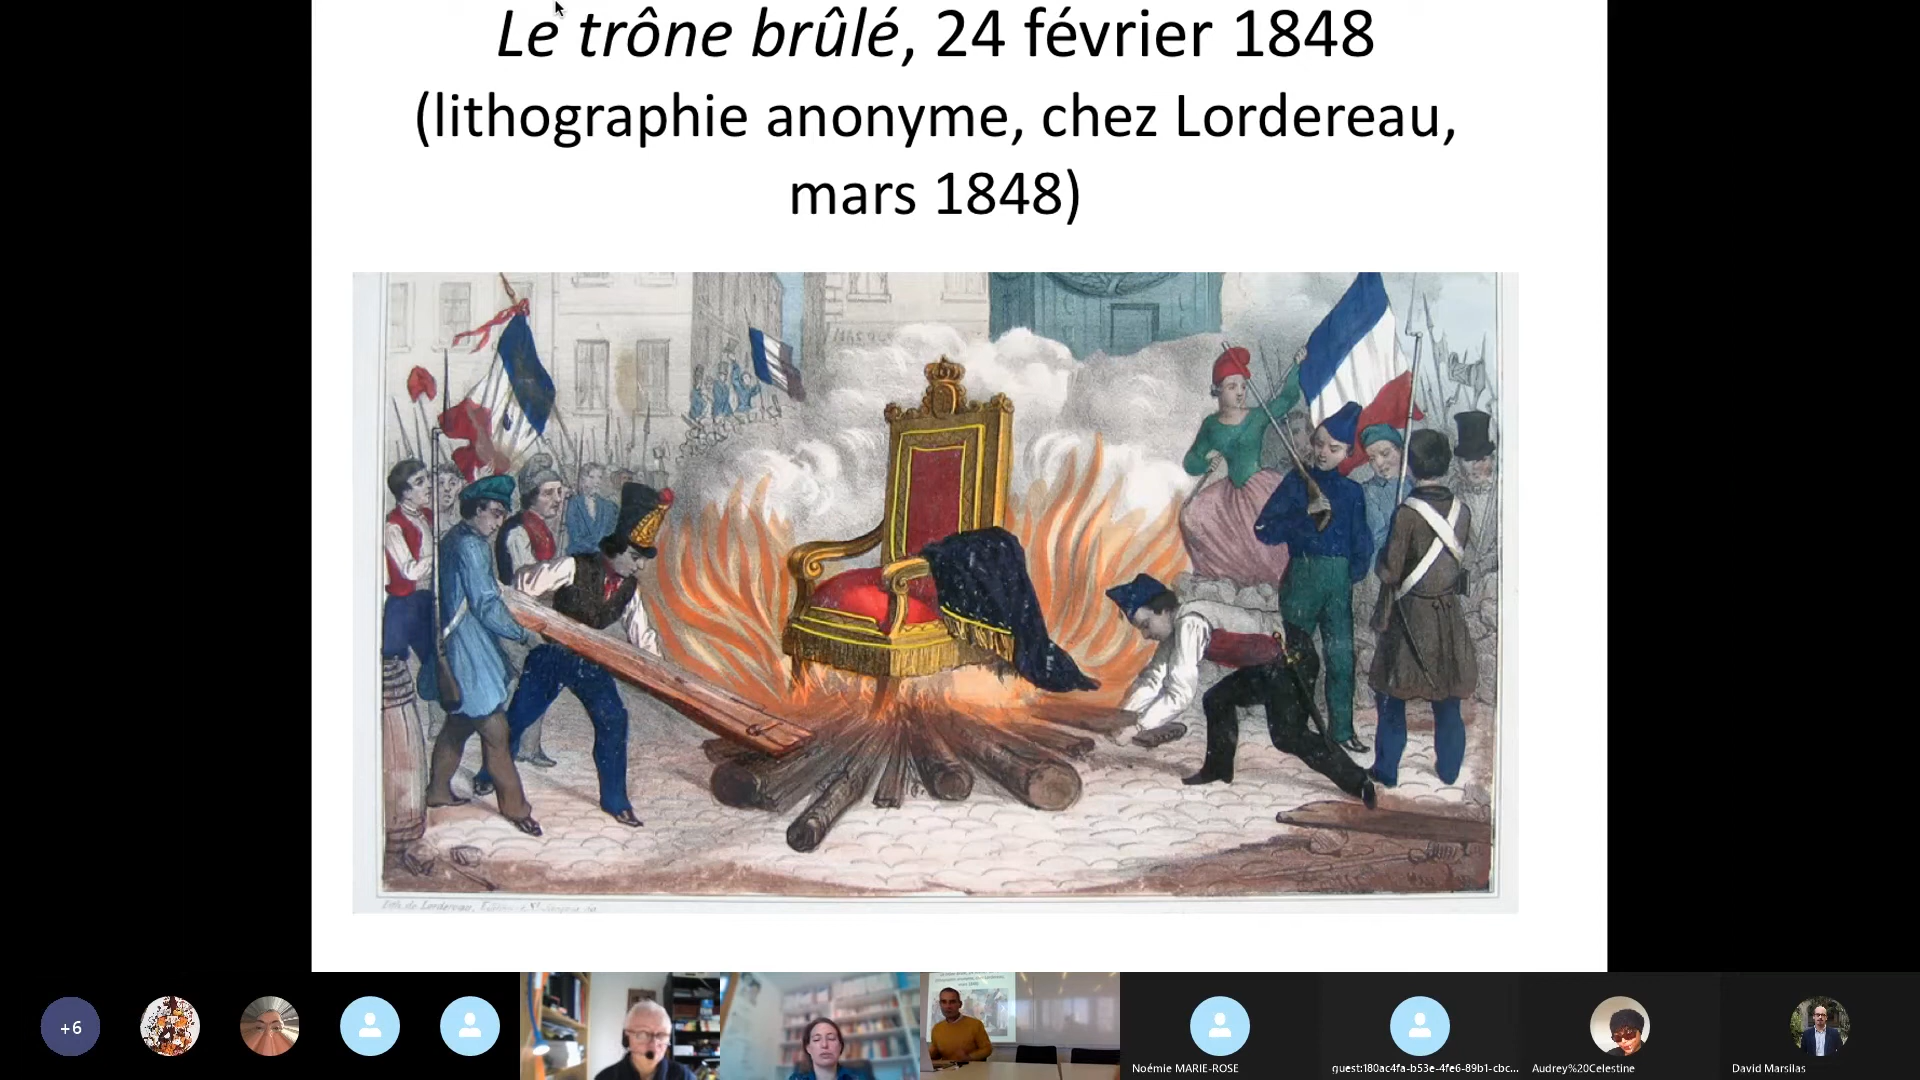 Le trône brûlé, 24 février 1848
(lithographie anonyme, chez Lordereau,
mars 1848)
+6
Noémie MARIE-ROSE
guest:180ac4fa-b53e-4fe6-89b1-cbc...
Audrey%20Celestine
David Marsilas